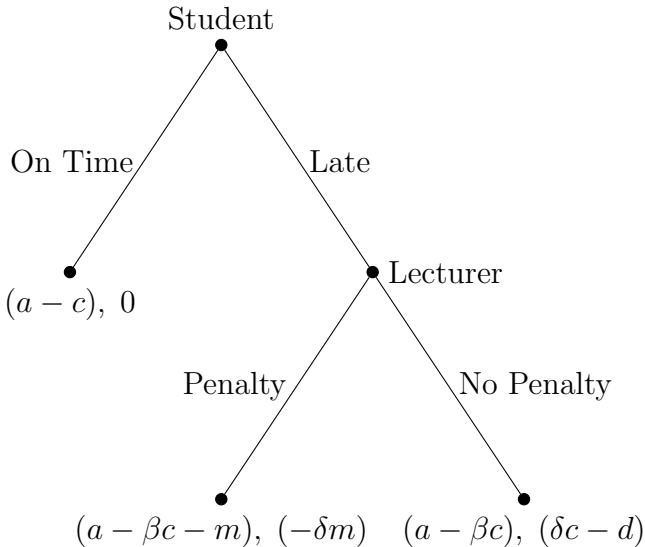 Student
On Time
Late
(a − c), 0
Lecturer
Penalty
No Penalty
(a − βc − m), (−δm)
(a − βc), (δc − d)